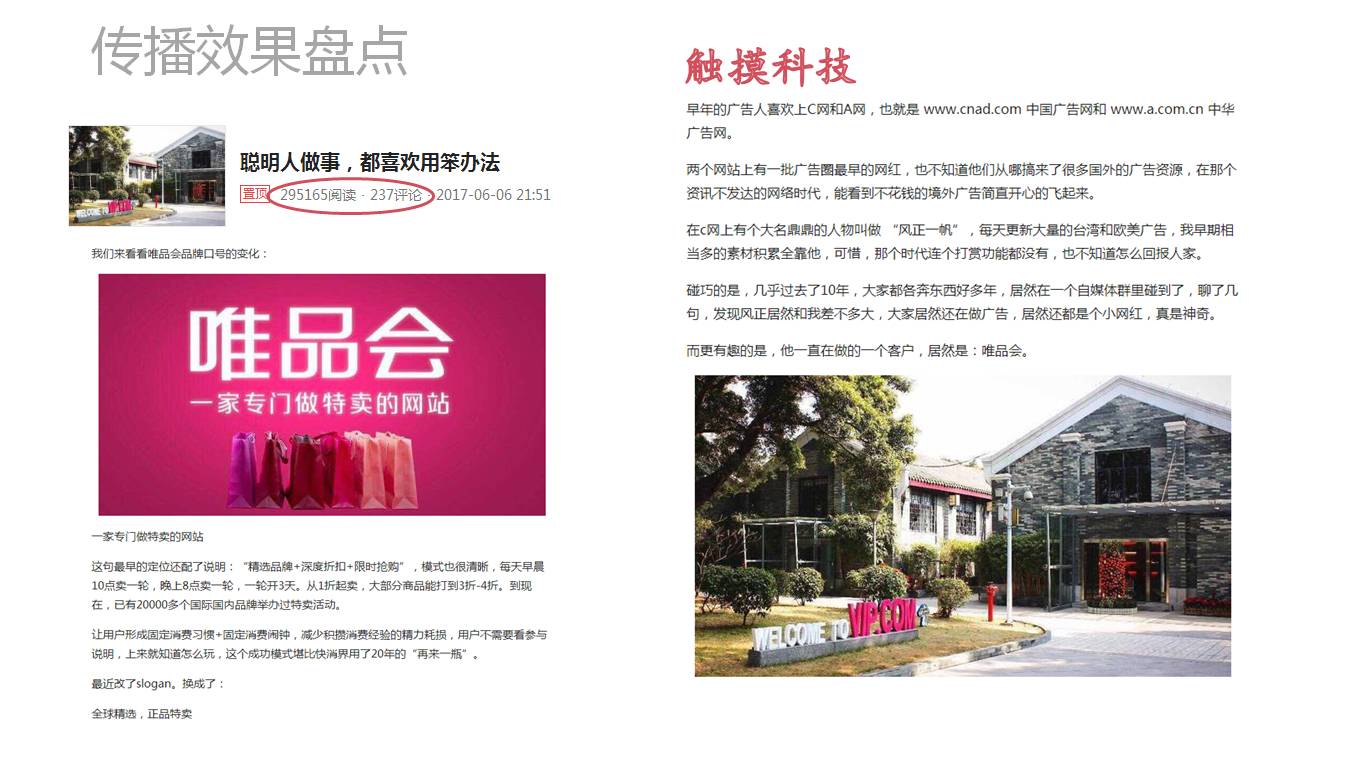 传播效果盘点
聪明人做事，都喜欢用笨办法
置顶 295165阅读 · 237评论 · 2017-06-06 21:51
WELCOME TO VIP.COM
我们来看看唯品会品牌口号的变化：
唯品会
一家专门做特卖的网站
一家专门做特卖的网站
这句最早的定位还配了说明：“精选品牌+深度折扣+限时抢购”，模式也很清晰，每天早晨
10点卖一轮，晚上8点卖一轮，一轮开3天。从1折起卖，大部分商品能打到3折-4折。到现
在，已有20000多个国际国内品牌举办过特卖活动。
让用户形成固定消费习惯+固定消费闹钟，减少积攒消费经验的精力耗损，用户不需要看参与
说明，上来就知道怎么玩，这个成功模式堪比快消界用了20年的“再来一瓶”。
最近改了slogan。换成了：
全球精选，正品特卖
触摸科技
早年的广告人喜欢上C网和A网，也就是 www.cnad.com 中国广告网和 www.a.com.cn 中华
广告网。
两个网站上有一批广告圈最早的网红，也不知道他们从哪搞来了很多国外的广告资源，在那个
资讯不发达的网络时代，能看到不花钱的境外广告简直开心的飞起来。
在c网上有个大名鼎鼎的人物叫做 “风正一帆”，每天更新大量的台湾和欧美广告，我早期相
当多的素材积累全靠他，可惜，那个时代连个打赏功能都没有，也不知道怎么回报人家。
碰巧的是，几乎过去了10年，大家都各奔东西好多年，居然在一个自媒体群里碰到了，聊了几
句，发现风正居然和我差不多大，大家居然还在做广告，居然还都是个小网红，真是神奇。
而更有趣的是，他一直在做的一个客户，居然是：唯品会。
WELCOME TO VIP.COM